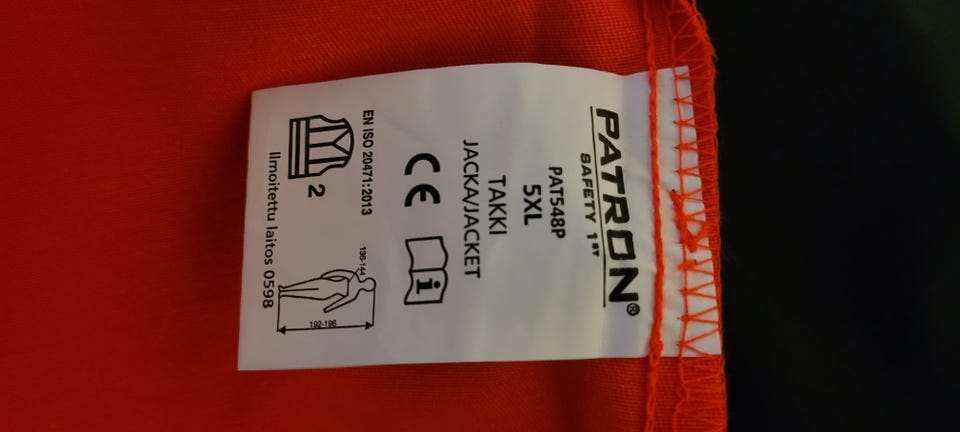 PATRON®
SAFETY 1ST
PAT548P
5XL
TAKKI
JACKA/JACKET
CE i
EN ISO 20471:2013
2
136-144
192-196
Ilmoitettu laitos 0598